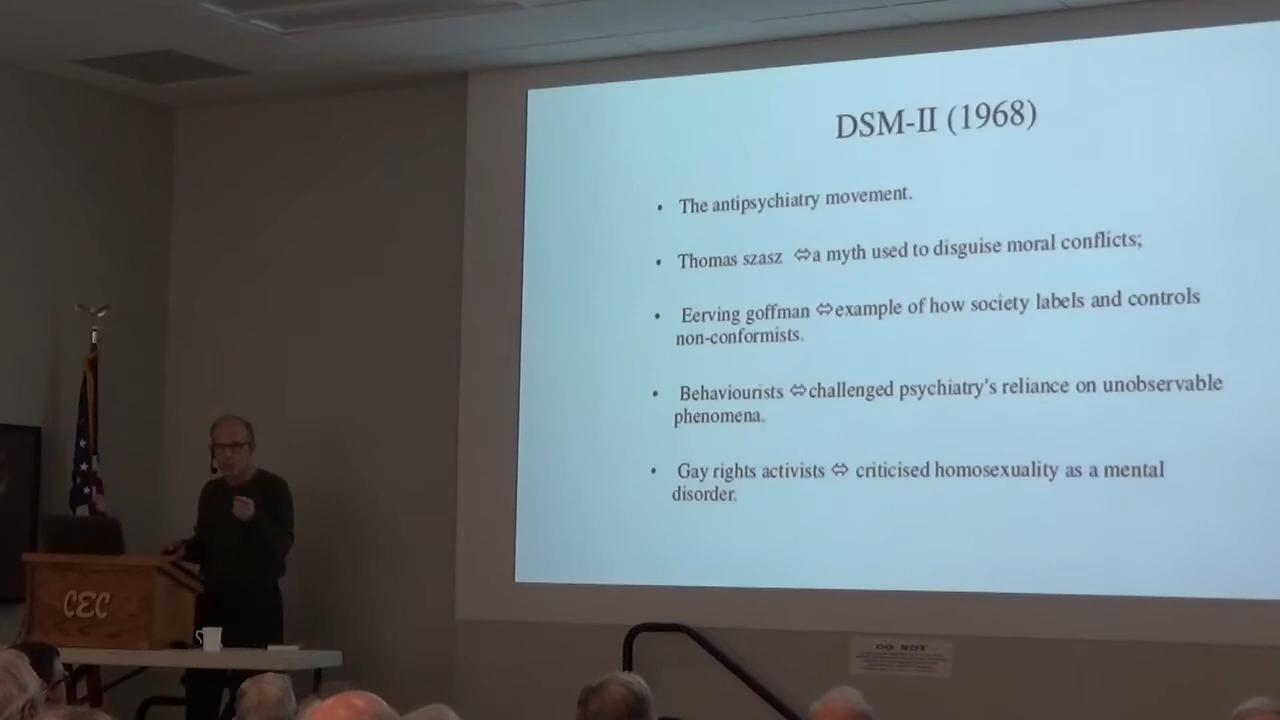 DSM-II (1968)
• The antipsychiatry movement.
• Thomas szasz ⇔a myth used to disguise moral conflicts;
• Eerving goffman ⇔example of how society labels and controls
non-conformists.
• Behaviourists ⇔challenged psychiatry's reliance on unobservable
phenomena.
• Gay rights activists ⇔ criticised homosexuality as a mental
disorder.
CEC
DO NOT